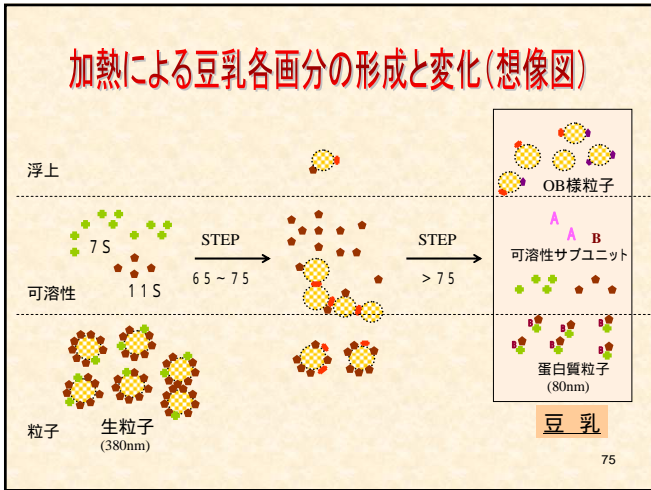 加熱による豆乳各画分の形成と変化(想像図)
浮上
OB様粒子
7S
11S
STEP
65~75
STEP
>75
A
A
B
可溶性サブユニット
可溶性
B
B
B
B
B
B
蛋白質粒子
(80nm)
粒子
生粒子
(380nm)
豆 乳
75